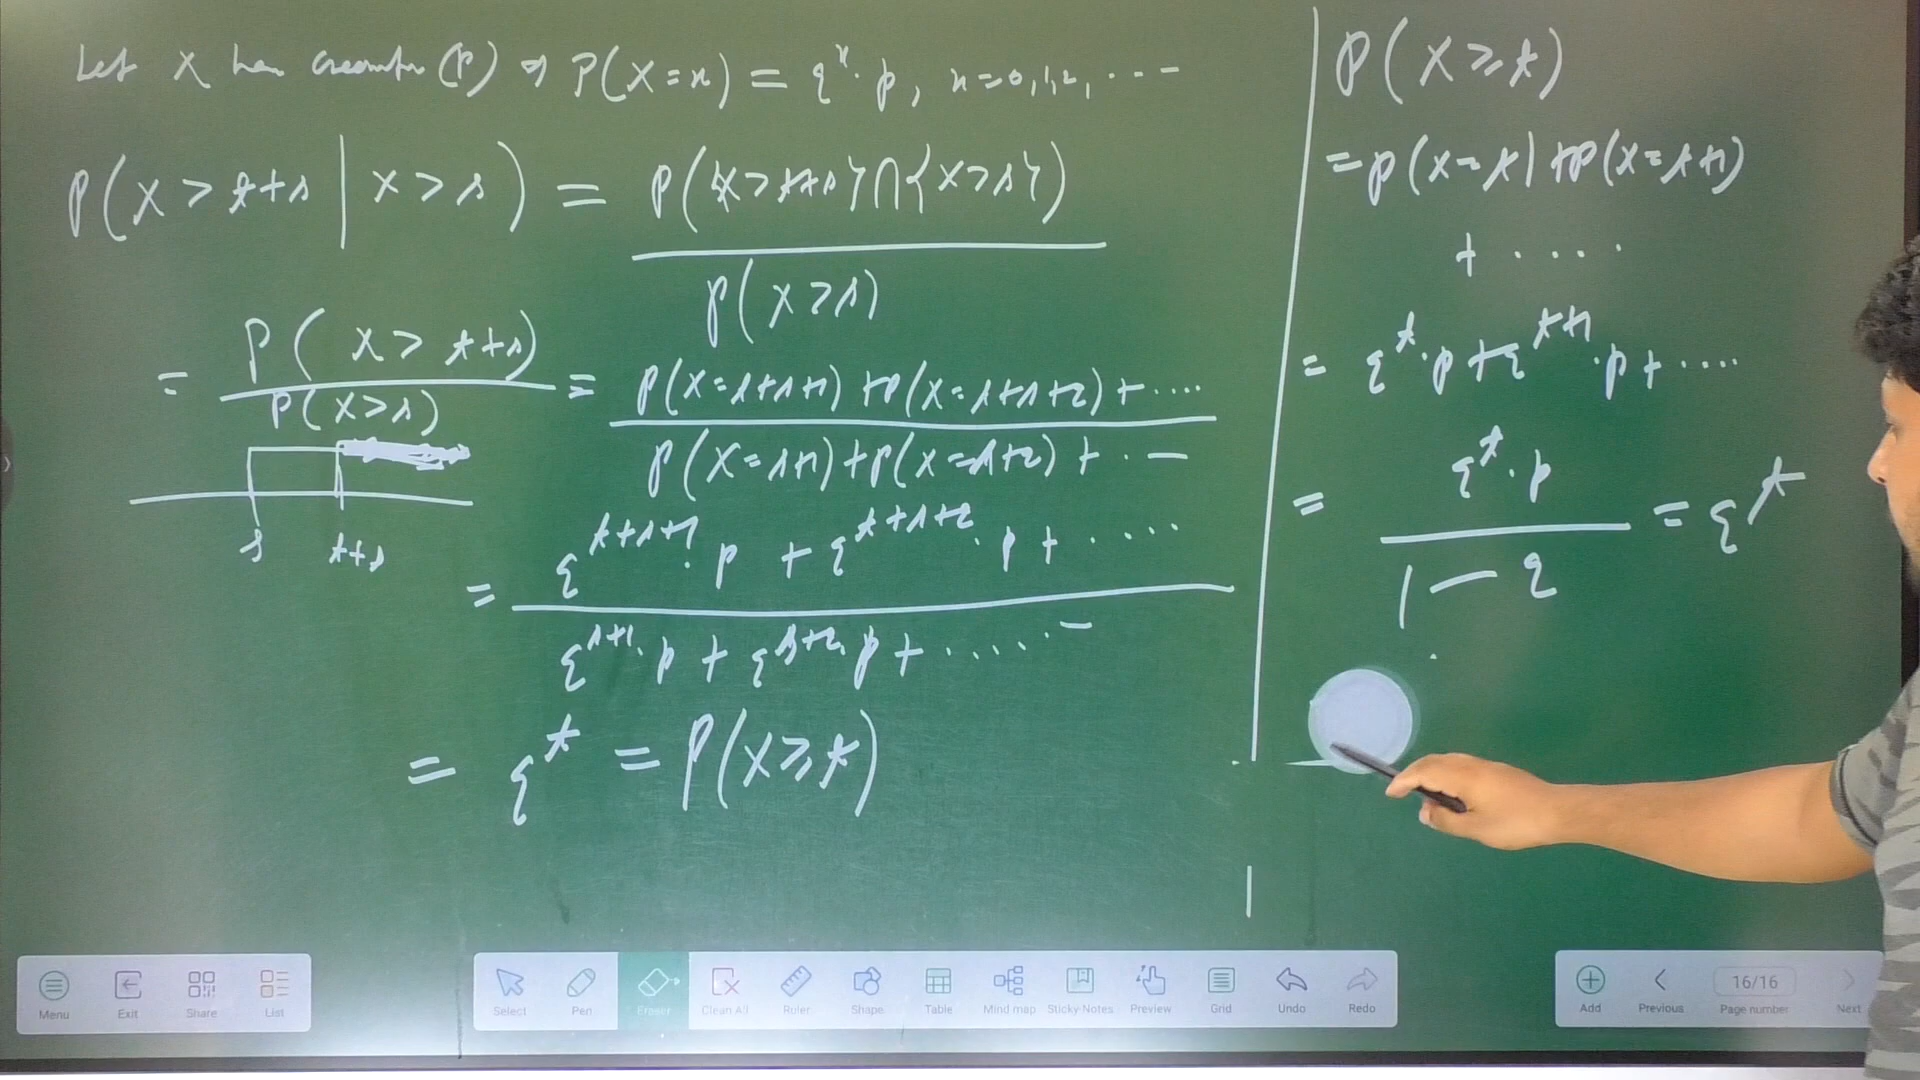 Let X has Geometric (p) ⇒ P(X=x) = q^x · p, x=0,1,2, ....
P(X > t+s | X > s) = P({X > t+s} ∩ {X > s}) / P(X > s)
= P(X > t+s) / P(X > s) = P(X=t+s+1) + P(X=t+s+2) + .... / P(X=s+1) + P(X=s+2) + ...
s t+s
= q^{t+s+1} · p + q^{t+s+2} · p + .... / q^{s+1} · p + q^{s+2} · p + ......
= q^t = P(X ≥ t)
P(X ≥ t)
= P(X=t) + P(X=t+1)
+ ....
= q^t · p + q^{t+1} · p + ....
= q^t · p / 1 − q = q^t
Menu Exit Share List
Select Pen Eraser Clean All Ruler Shape Table Mind map Sticky Notes Preview Grid Undo Redo
Add Previous 16/16 Page number Next